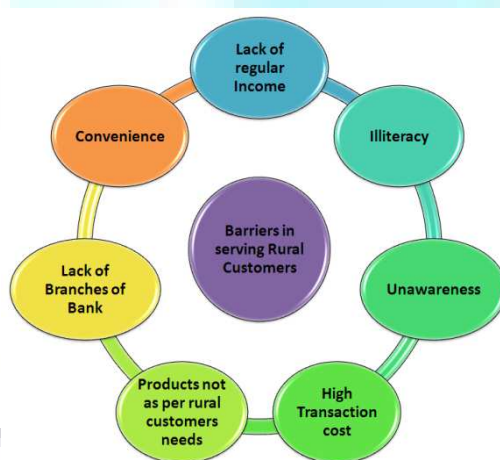 Lack of
regular
Income
Illiteracy
Unawareness
High
Transaction
cost
Products not
as per rural
customers
needs
Lack of
Branches of
Bank
Convenience
Barriers in
serving Rural
Customers